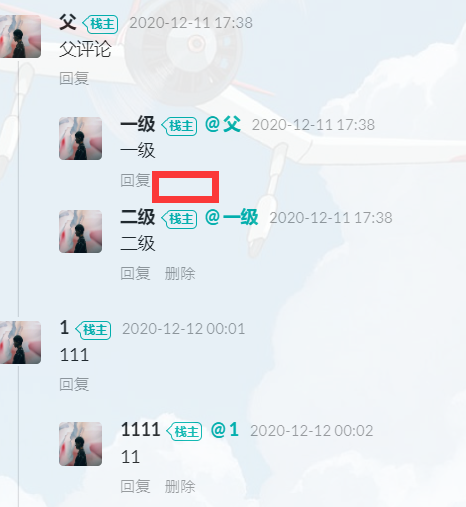 父 栈主 2020-12-11 17:38
父评论
回复
一级 栈主 @父 2020-12-11 17:38
一级
回复
二级 栈主 @一级 2020-12-11 17:38
二级
回复 删除
1 栈主 2020-12-12 00:01
111
回复
1111 栈主 @1 2020-12-12 00:02
11
回复 删除